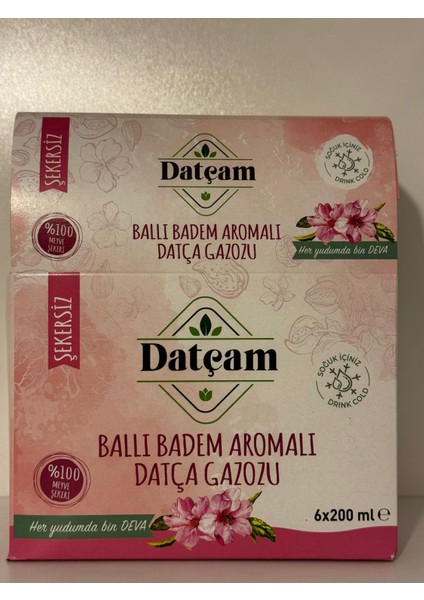 ŞEKERSİZ
Datçam
SOĞUK İÇİNİZ
DRINK COLD
BALLI BADEM AROMALI
DATÇA GAZOZU
%100
MEYVE
ŞEKERİ
Her yudumda bin DEVA
ŞEKERSİZ
Datçam
SOĞUK İÇİNİZ
DRINK COLD
BALLI BADEM AROMALI
DATÇA GAZOZU
%100
MEYVE
ŞEKERİ
Her yudumda bin DEVA
6x200 ml ℮